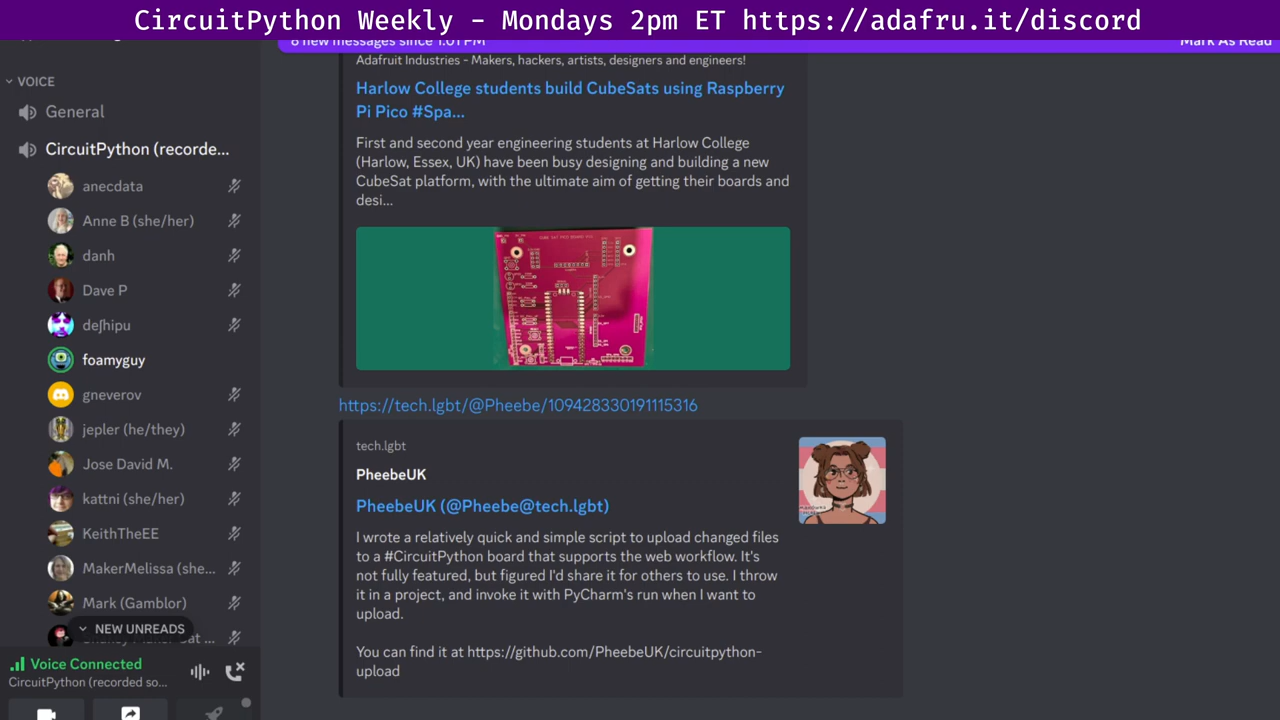 CircuitPython Weekly - Mondays 2pm ET https://adafru.it/discord
6 new messages since 1:01 PM
Mark As Read
VOICE
General
CircuitPython (recorde...
anecdata
Anne B (she/her)
danh
Dave P
deʃhipu
foamyguy
gneverov
jepler (he/they)
Jose David M.
kattni (she/her)
KeithTheEE
MakerMelissa (she...
Mark (Gamblor)
NEW UNREADS
Voice Connected
CircuitPython (recorded so...
Adafruit Industries - Makers, hackers, artists, designers and engineers!
Harlow College students build CubeSats using Raspberry
Pi Pico #Spa...
First and second year engineering students at Harlow College
(Harlow, Essex, UK) have been busy designing and building a new
CubeSat platform, with the ultimate aim of getting their boards and
desi...
https://tech.lgbt/@Pheebe/109428330191115316
tech.lgbt
PheebeUK
PheebeUK (@Pheebe@tech.lgbt)
I wrote a relatively quick and simple script to upload changed files
to a #CircuitPython board that supports the web workflow. It's
not fully featured, but figured I'd share it for others to use. I throw
it in a project, and invoke it with PyCharm's run when I want to
upload.
You can find it at https://github.com/PheebeUK/circuitpython-
upload